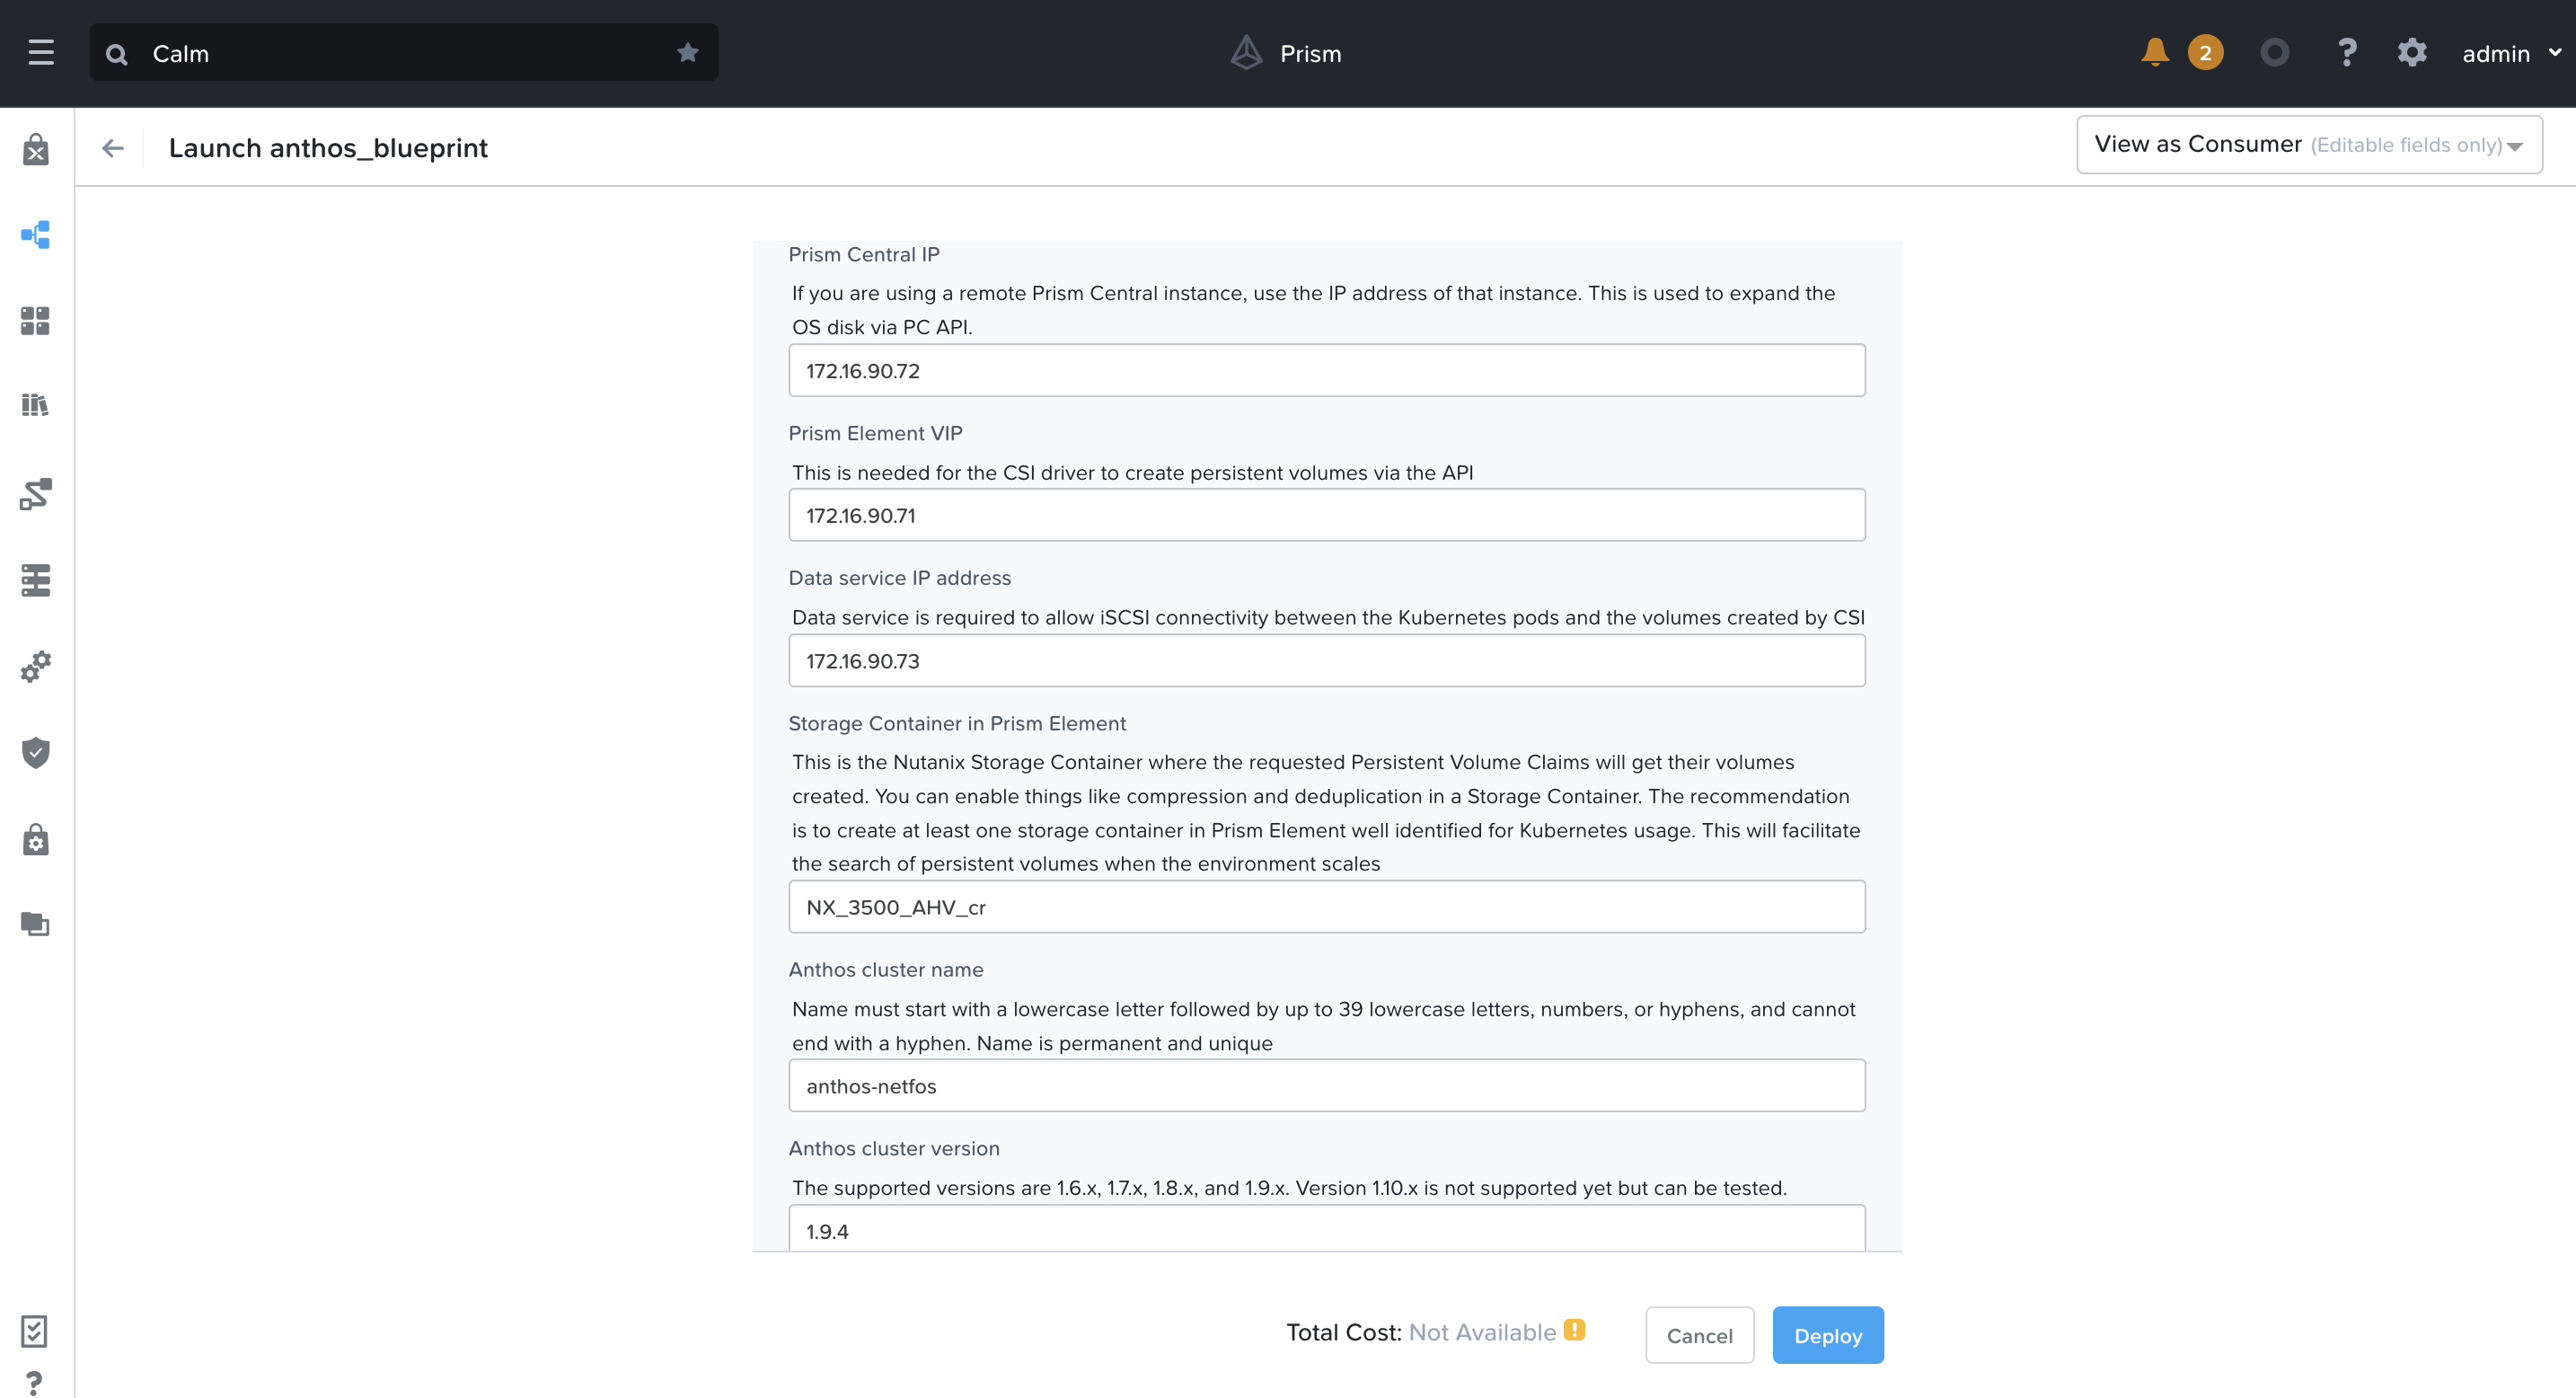 Calm
Prism
2
?
admin
Launch anthos_blueprint
View as Consumer (Editable fields only)
Prism Central IP
If you are using a remote Prism Central instance, use the IP address of that instance. This is used to expand the
OS disk via PC API.
172.16.90.72
Prism Element VIP
This is needed for the CSI driver to create persistent volumes via the API
172.16.90.71
Data service IP address
Data service is required to allow iSCSI connectivity between the Kubernetes pods and the volumes created by CSI
172.16.90.73
Storage Container in Prism Element
This is the Nutanix Storage Container where the requested Persistent Volume Claims will get their volumes
created. You can enable things like compression and deduplication in a Storage Container. The recommendation
is to create at least one storage container in Prism Element well identified for Kubernetes usage. This will facilitate
the search of persistent volumes when the environment scales
NX_3500_AHV_cr
Anthos cluster name
Name must start with a lowercase letter followed by up to 39 lowercase letters, numbers, or hyphens, and cannot
end with a hyphen. Name is permanent and unique
anthos-netfos
Anthos cluster version
The supported versions are 1.6.x, 1.7.x, 1.8.x, and 1.9.x. Version 1.10.x is not supported yet but can be tested.
1.9.4
Total Cost: Not Available !
Cancel
Deploy
?